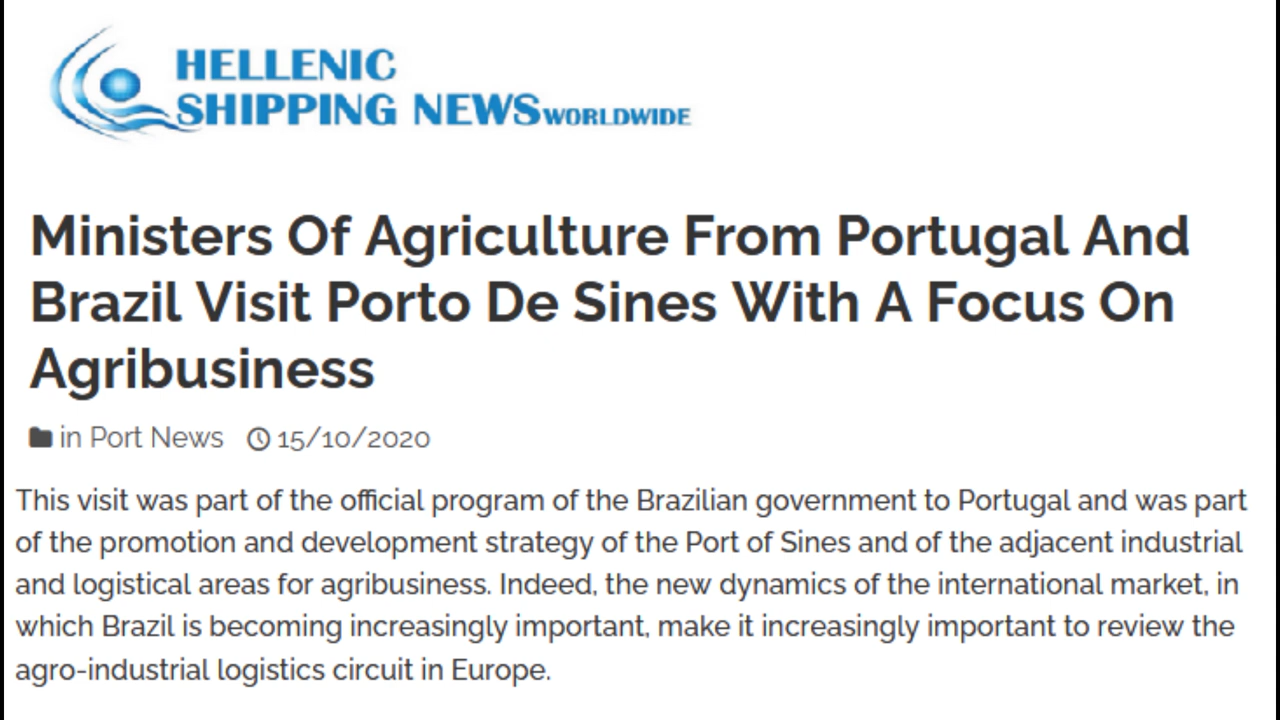 HELLENIC
SHIPPING NEWS WORLDWIDE
Ministers Of Agriculture From Portugal And
Brazil Visit Porto De Sines With A Focus On
Agribusiness
in Port News 15/10/2020
This visit was part of the official program of the Brazilian government to Portugal and was part
of the promotion and development strategy of the Port of Sines and of the adjacent industrial
and logistical areas for agribusiness. Indeed, the new dynamics of the international market, in
which Brazil is becoming increasingly important, make it increasingly important to review the
agro-industrial logistics circuit in Europe.